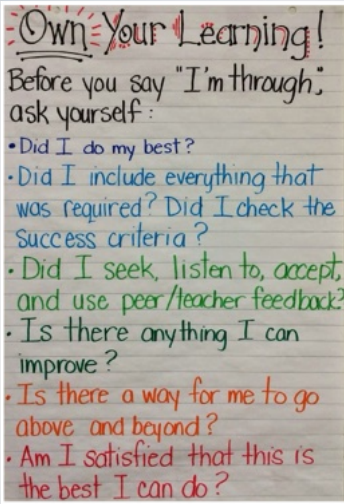 Own Your Learning!
Before you say "I'm through,"
ask yourself:
• Did I do my best?
• Did I include everything that
was required? Did I check the
success criteria?
• Did I seek, listen to, accept,
and use peer/teacher feedback?
• Is there anything I can
improve?
• Is there a way for me to go
above and beyond?
• Am I satisfied that this is
the best I can do?